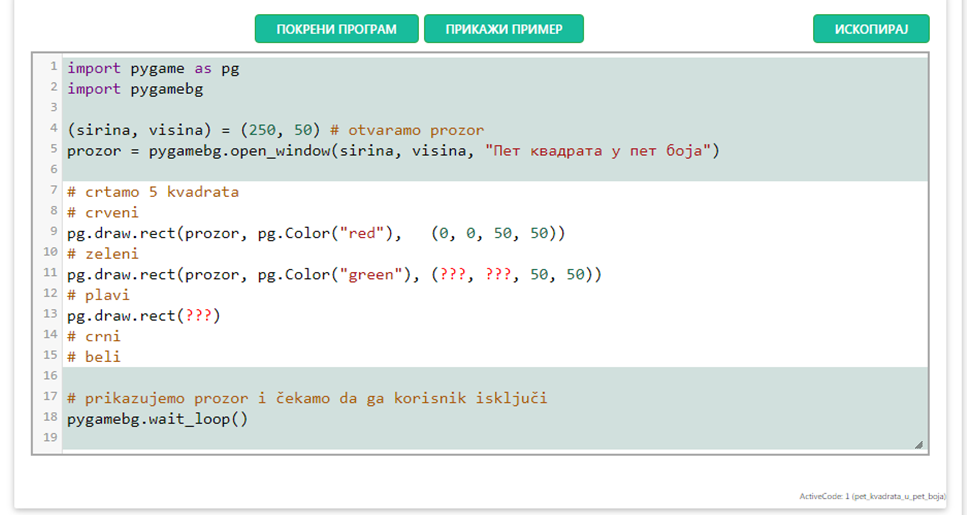 ПОКРЕНИ ПРОГРАМ ПРИКАЖИ ПРИМЕР ИСКОПИРАЈ
1 import pygame as pg
2 import pygamebg
3
4 (sirina, visina) = (250, 50) # otvaramo prozor
5 prozor = pygamebg.open_window(sirina, visina, "Пет квадрата у пет боја")
6
7 # crtamo 5 kvadrata
8 # crveni
9 pg.draw.rect(prozor, pg.Color("red"),   (0, 0, 50, 50))
10 # zeleni
11 pg.draw.rect(prozor, pg.Color("green"), (???, ???, 50, 50))
12 # plavi
13 pg.draw.rect(???)
14 # crni
15 # beli
16
17 # prikazujemo prozor i čekamo da ga korisnik isključi
18 pygamebg.wait_loop()
19
ActiveCode: 1 (pet_kvadrata_u_pet_boja)